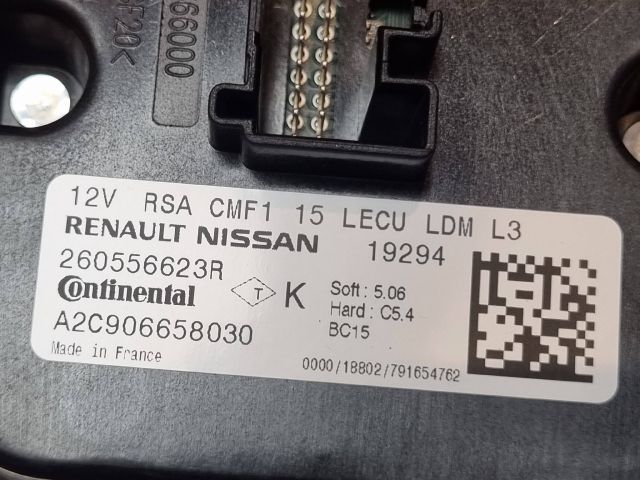 66000
F20<
12V RSA CMF1 15 LECU LDM L3
RENAULT NISSAN 19294
260556623R
Continental T K
Soft : 5.06
Hard : C5.4
BC15
A2C906658030
Made in France
0000/18802/791654762